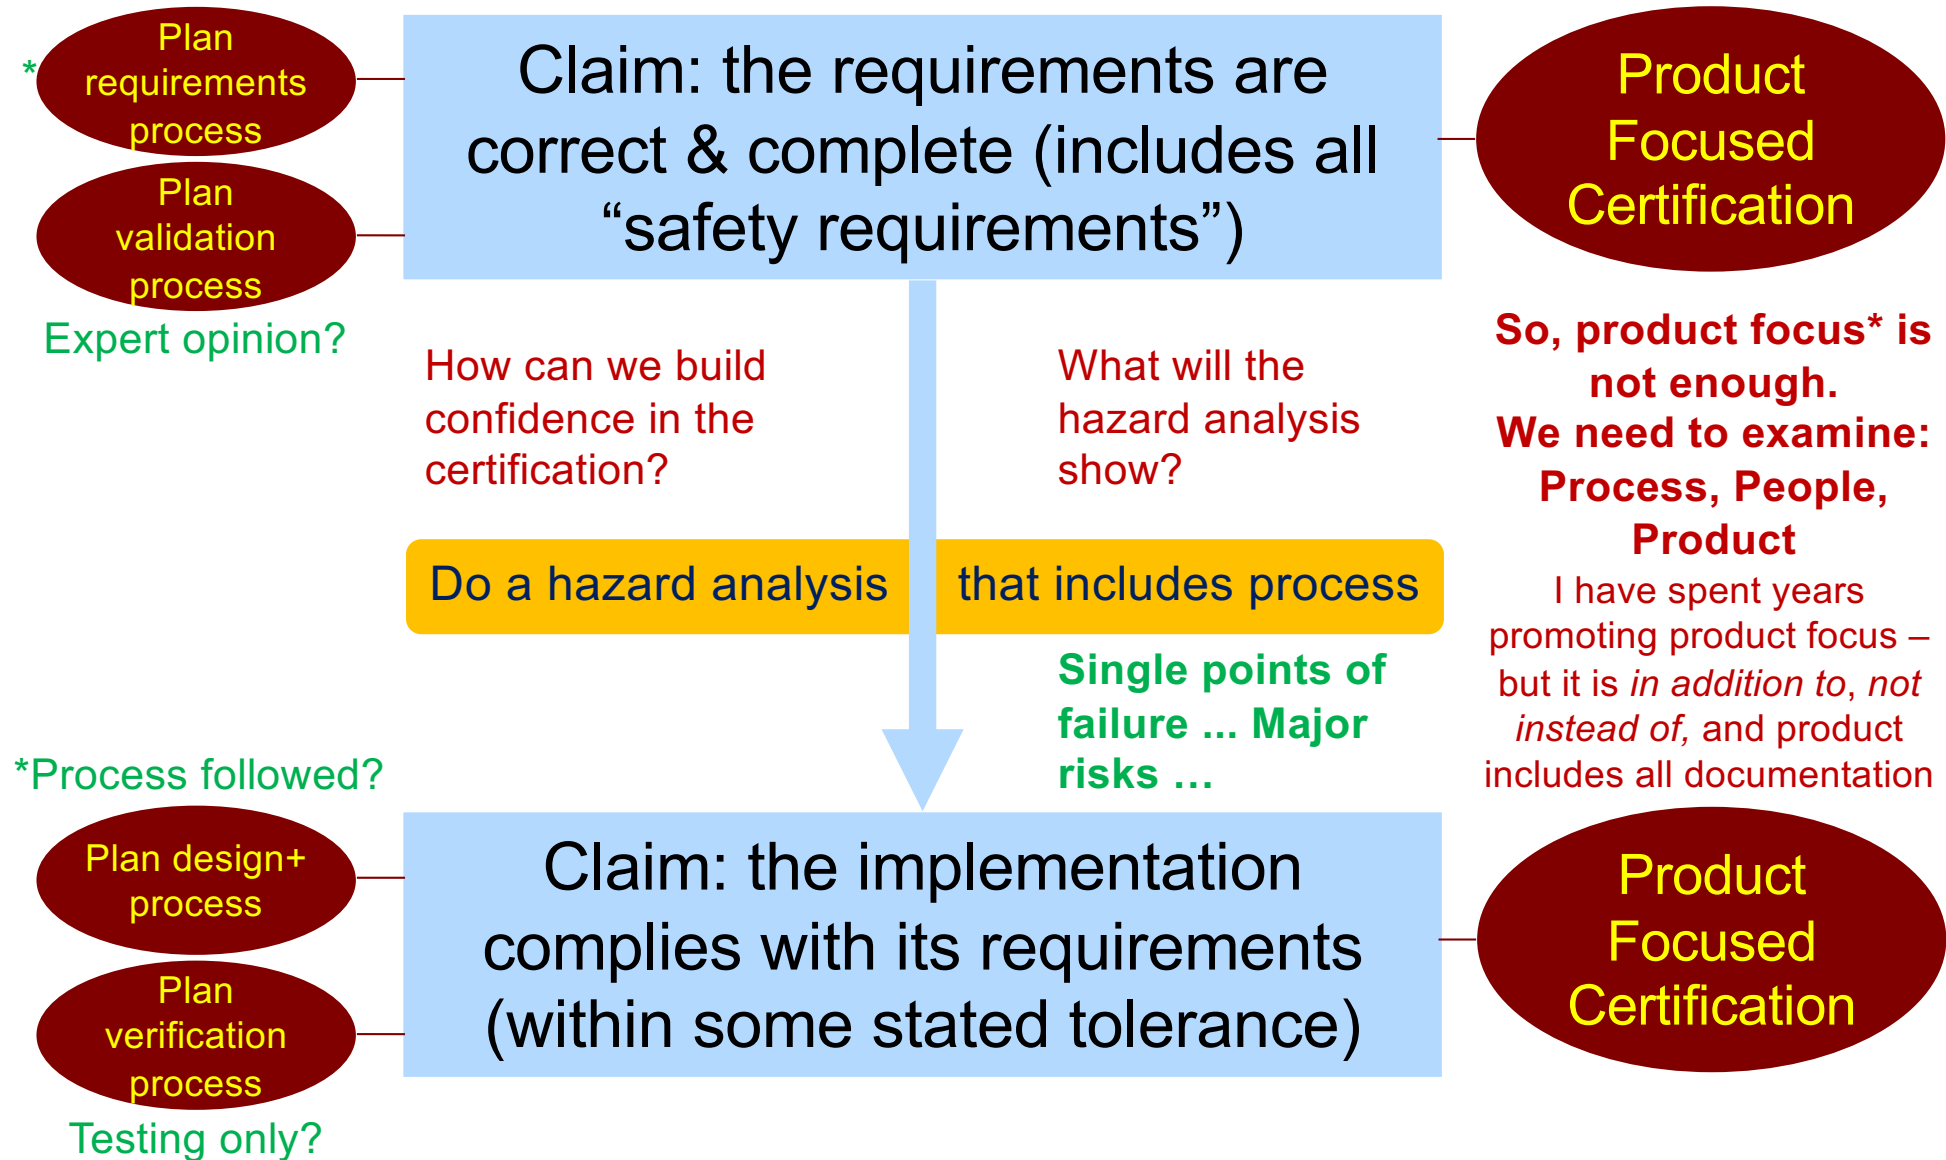 *
Plan
requirements
process
Plan
validation
process
Expert opinion?
Claim: the requirements are
correct & complete (includes all
“safety requirements”)
Product
Focused
Certification
How can we build
confidence in the
certification?
What will the
hazard analysis
show?
Do a hazard analysis that includes process
Single points of
failure ... Major
risks …
So, product focus* is
not enough.
We need to examine:
Process, People,
Product
I have spent years
promoting product focus –
but it is in addition to, not
instead of, and product
includes all documentation
*Process followed?
Plan design+
process
Plan
verification
process
Testing only?
Claim: the implementation
complies with its requirements
(within some stated tolerance)
Product
Focused
Certification